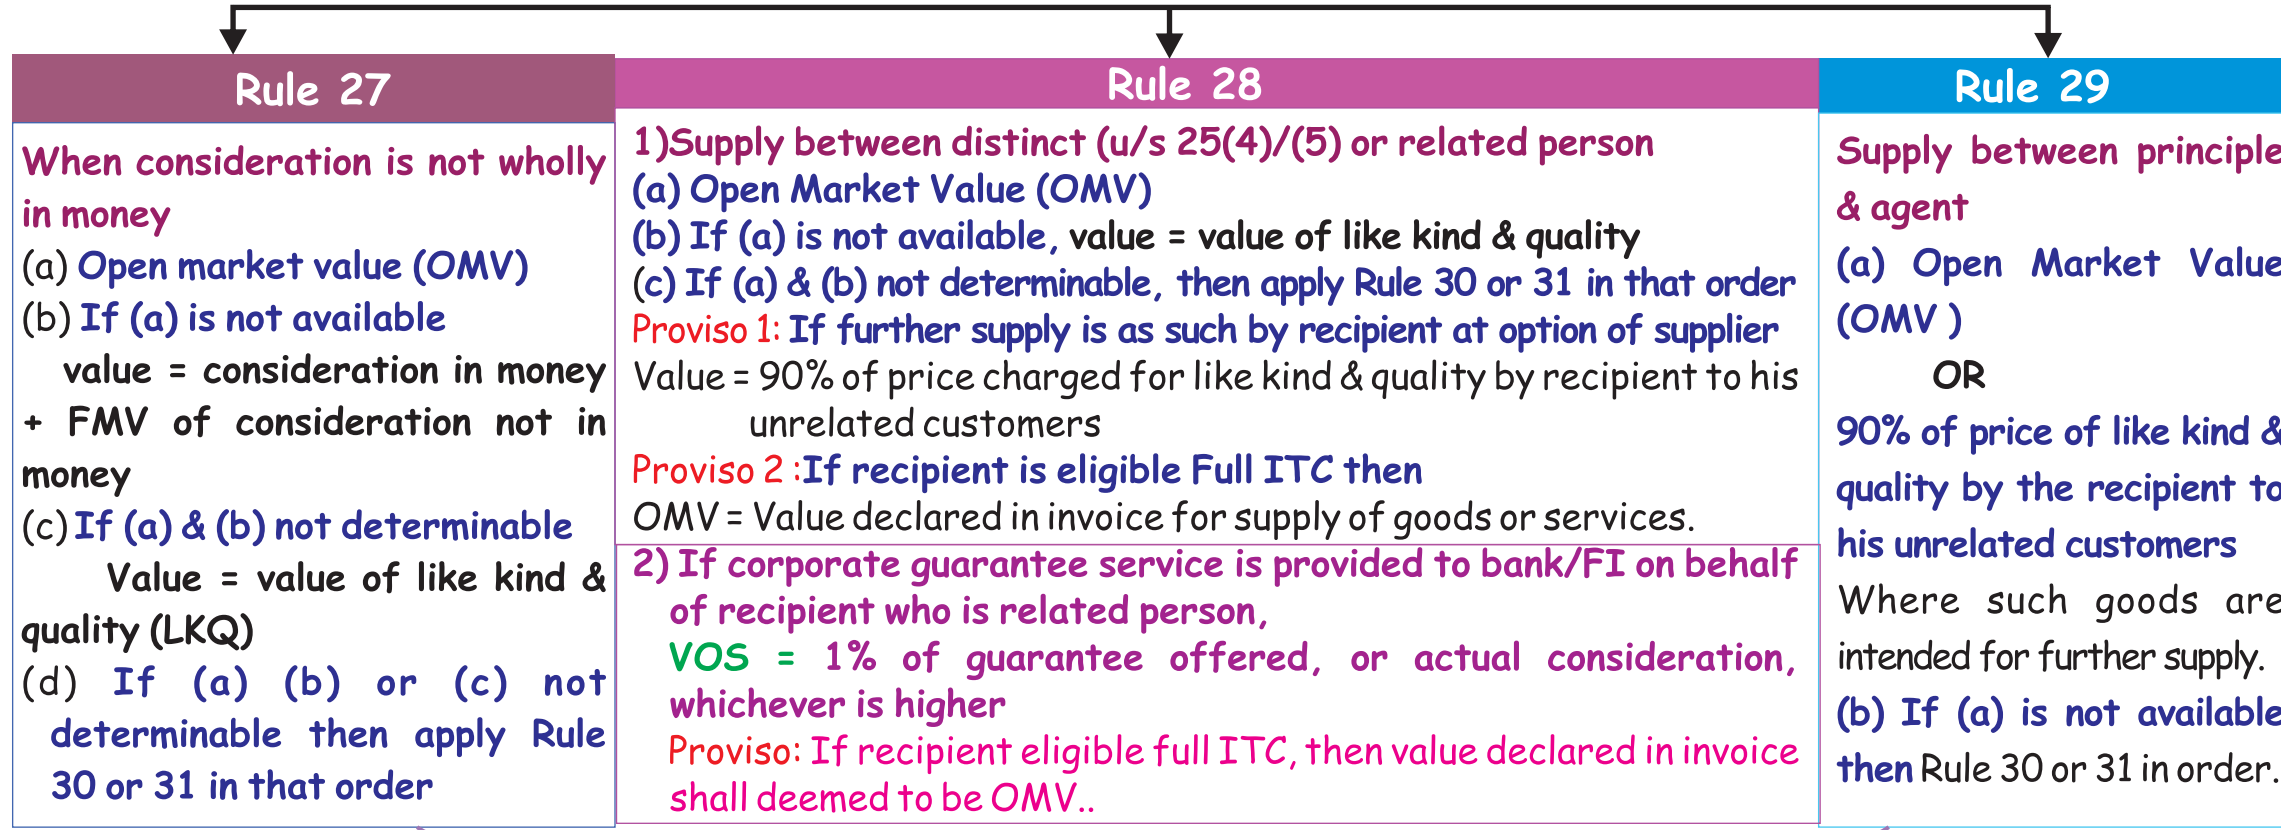 Rule 27
When consideration is not wholly
in money
(a) Open market value (OMV)
(b) If (a) is not available
value = consideration in money
+ FMV of consideration not in
money
(c) If (a) & (b) not determinable
Value = value of like kind &
quality (LKQ)
(d) If (a) (b) or (c) not
determinable then apply Rule
30 or 31 in that order
Rule 28
1)Supply between distinct (u/s 25(4)/(5) or related person
(a) Open Market Value (OMV)
(b) If (a) is not available, value = value of like kind & quality
(c) If (a) & (b) not determinable, then apply Rule 30 or 31 in that order
Proviso 1: If further supply is as such by recipient at option of supplier
Value = 90% of price charged for like kind & quality by recipient to his
unrelated customers
Proviso 2 :If recipient is eligible Full ITC then
OMV = Value declared in invoice for supply of goods or services.
2) If corporate guarantee service is provided to bank/FI on behalf
of recipient who is related person,
VOS = 1% of guarantee offered, or actual consideration,
whichever is higher
Proviso: If recipient eligible full ITC, then value declared in invoice
shall deemed to be OMV..
Rule 29
Supply between principle
& agent
(a) Open Market Value
(OMV )
OR
90% of price of like kind &
quality by the recipient to
his unrelated customers
Where such goods are
intended for further supply.
(b) If (a) is not available
then Rule 30 or 31 in order.